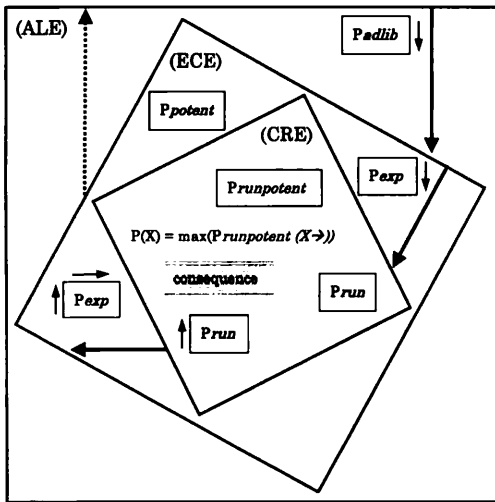 (ALE)
Padlib
(ECE)
Ppotent
(CRE)
Pexp
Prunpotent
P(X) = max(Prunpotent (X→))
consequence
Pexp
Prun
Prun